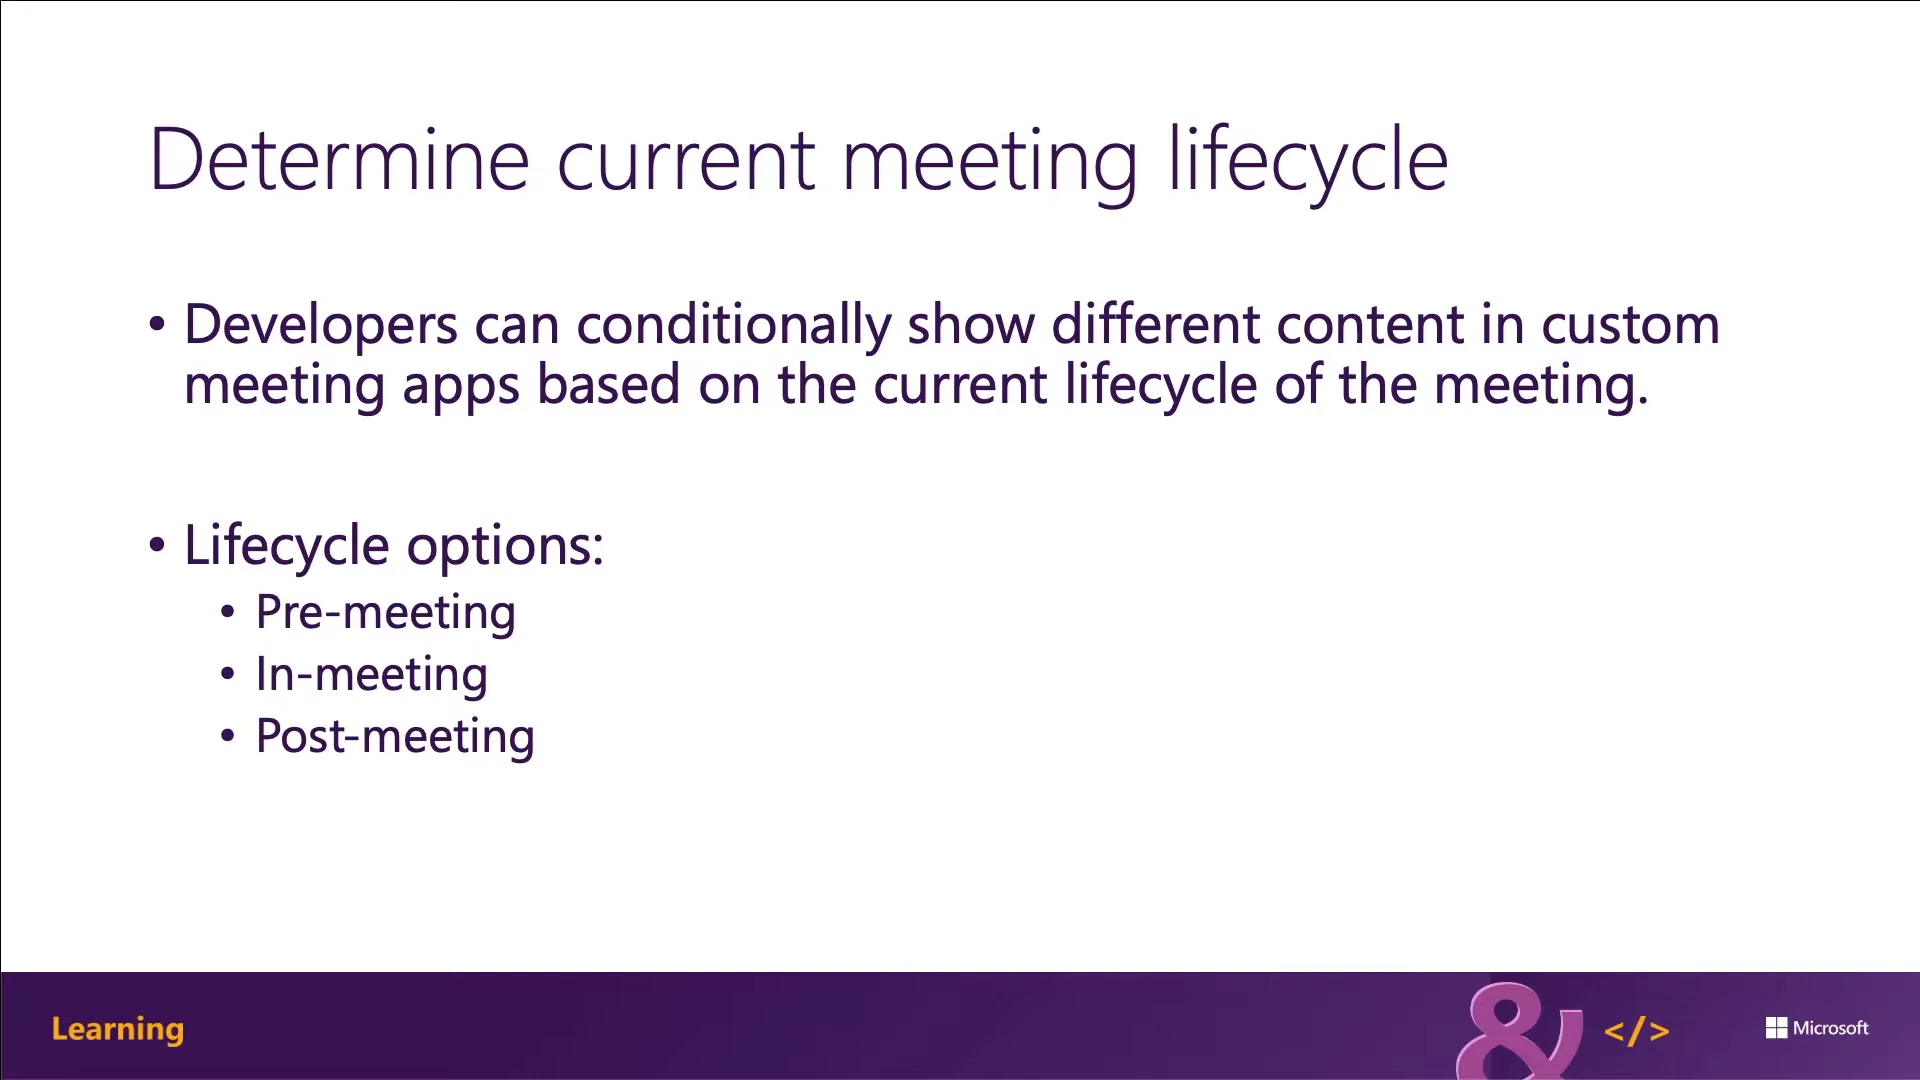 Determine current meeting lifecycle
• Developers can conditionally show different content in custom
meeting apps based on the current lifecycle of the meeting.
• Lifecycle options:
• Pre-meeting
• In-meeting
• Post-meeting
Learning
& </>
Microsoft